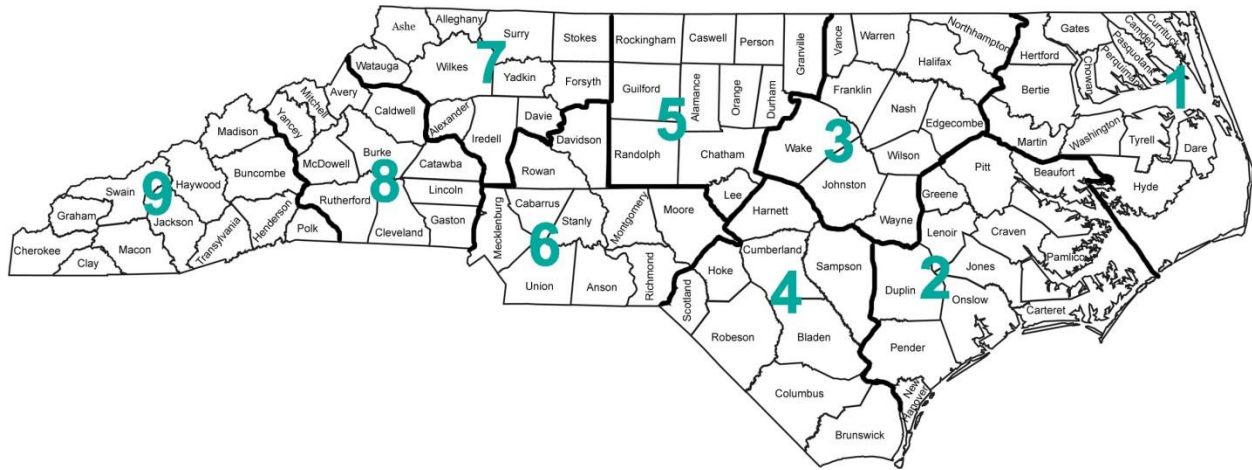 Ashe
Alleghany
Surry
Stokes
Rockingham
Caswell
Person
Granville
Vance
Warren
Northhampton
Gates
Currituck
Camden
Pasquotank
Perquimans
Chowan
Hertford
Halifax
Bertie
1
Watauga
Wilkes
7
Yadkin
Forsyth
Guilford
Alamance
Orange
Durham
Franklin
Nash
Edgecombe
Martin
Washington
Tyrell
Dare
Avery
Mitchell
Yancey
Caldwell
Alexander
Iredell
Davie
Davidson
5
Randolph
Chatham
Wake
3
Wilson
Pitt
Beaufort
Hyde
Madison
Buncombe
McDowell
Burke
8
Catawba
Rowan
Lee
Johnston
Greene
Wayne
Swain
Haywood
9
Rutherford
Lincoln
Cabarrus
Stanly
Montgomery
Moore
Harnett
Lenoir
Craven
Graham
Jackson
Transylvania
Henderson
Polk
Cleveland
Gaston
Mecklenburg
6
Cumberland
Sampson
Duplin
2
Jones
Pamlico
Cherokee
Clay
Macon
Union
Anson
Richmond
Scotland
Hoke
4
Onslow
Carteret
Robeson
Bladen
Pender
Columbus
New
Hanover
Brunswick